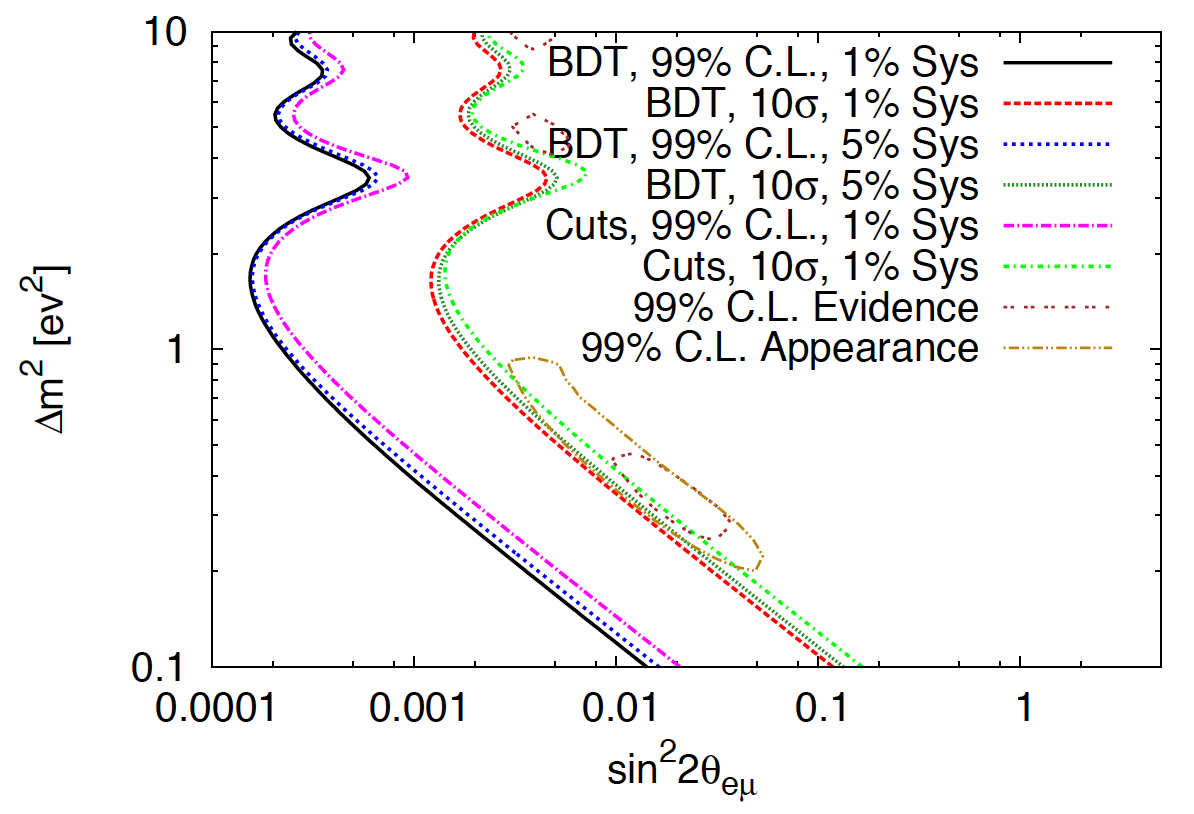 10
1
0.1
Δm² [ev²]
BDT, 99% C.L., 1% Sys
BDT, 10σ, 1% Sys
BDT, 99% C.L., 5% Sys
BDT, 10σ, 5% Sys
Cuts, 99% C.L., 1% Sys
Cuts, 10σ, 1% Sys
99% C.L. Evidence
99% C.L. Appearance
0.0001 0.001 0.01 0.1 1
sin²2θeμ